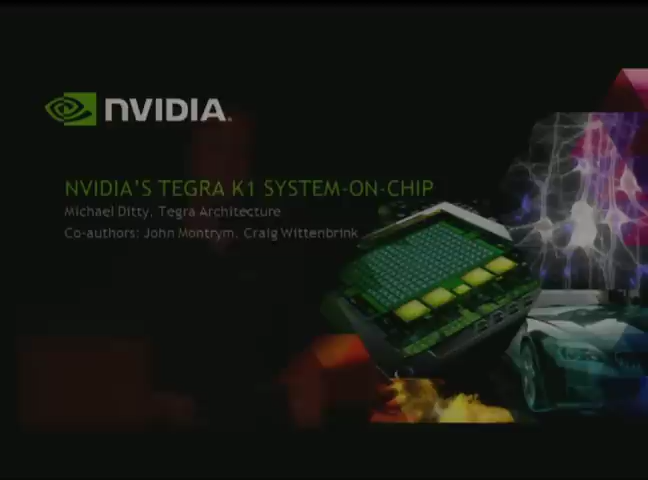 NVIDIA.
NVIDIA'S TEGRA K1 SYSTEM-ON-CHIP
Michael Ditty, Tegra Architecture
Co-authors: John Montrym, Craig Wittenbrink